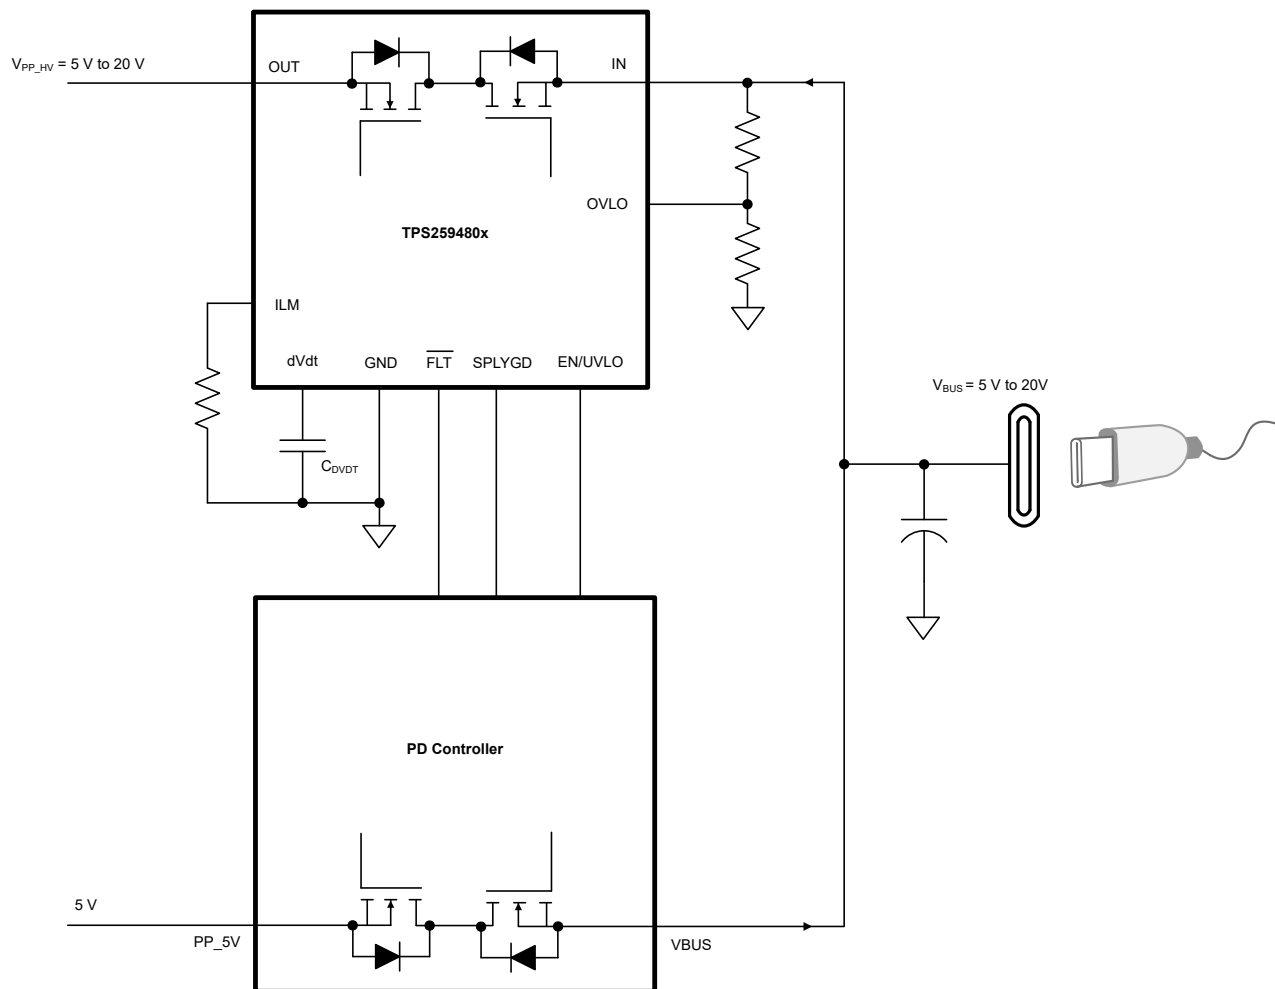 V_PP_HV = 5 V to 20 V
OUT
IN
OVLO
TPS259480x
ILM
dVdt
GND
FLT
SPLYGD
EN/UVLO
C_DVDT
V_BUS = 5 V to 20V
PD Controller
5 V
PP_5V
VBUS